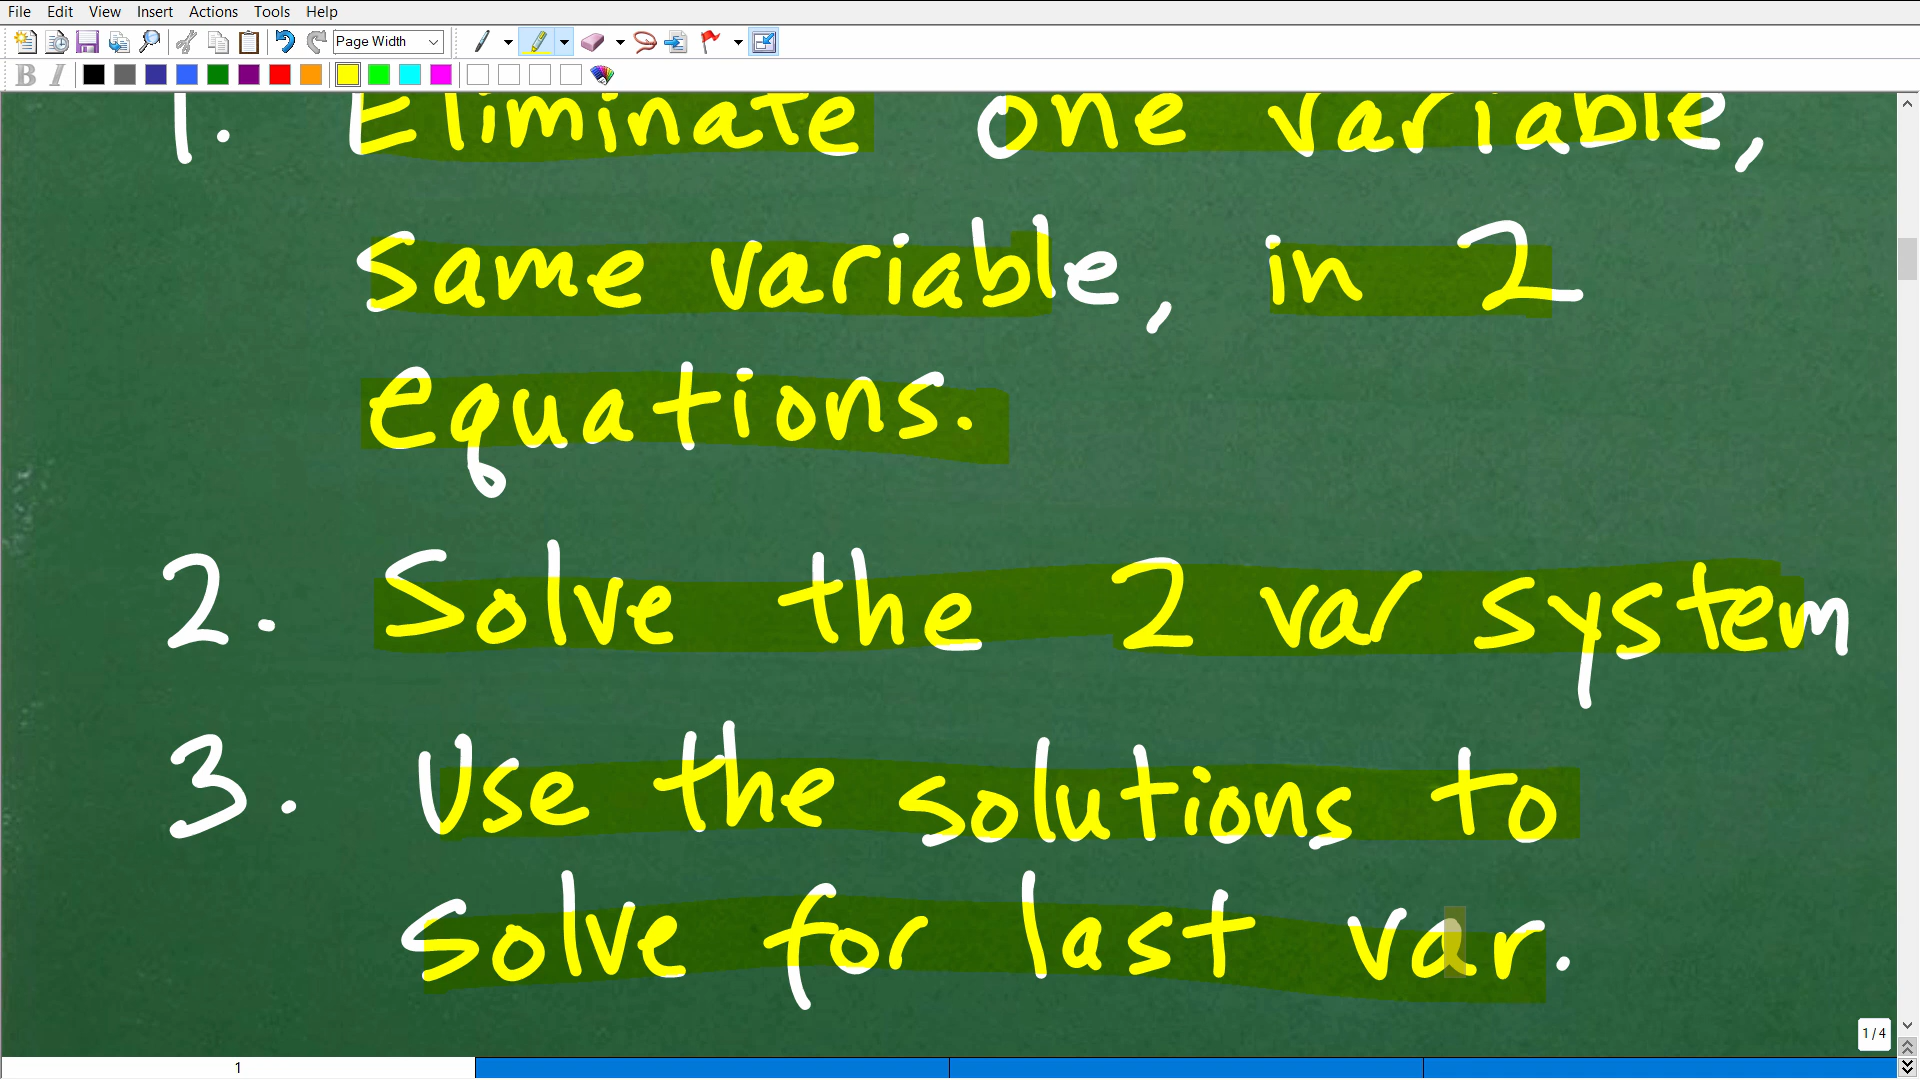 File Edit View Insert Actions Tools Help
Page Width
B I
1. Eliminate one variable,
same variable, in 2
equations.
2. Solve the 2 var system
3. Use the solutions to
solve for last var.
1 / 4
1